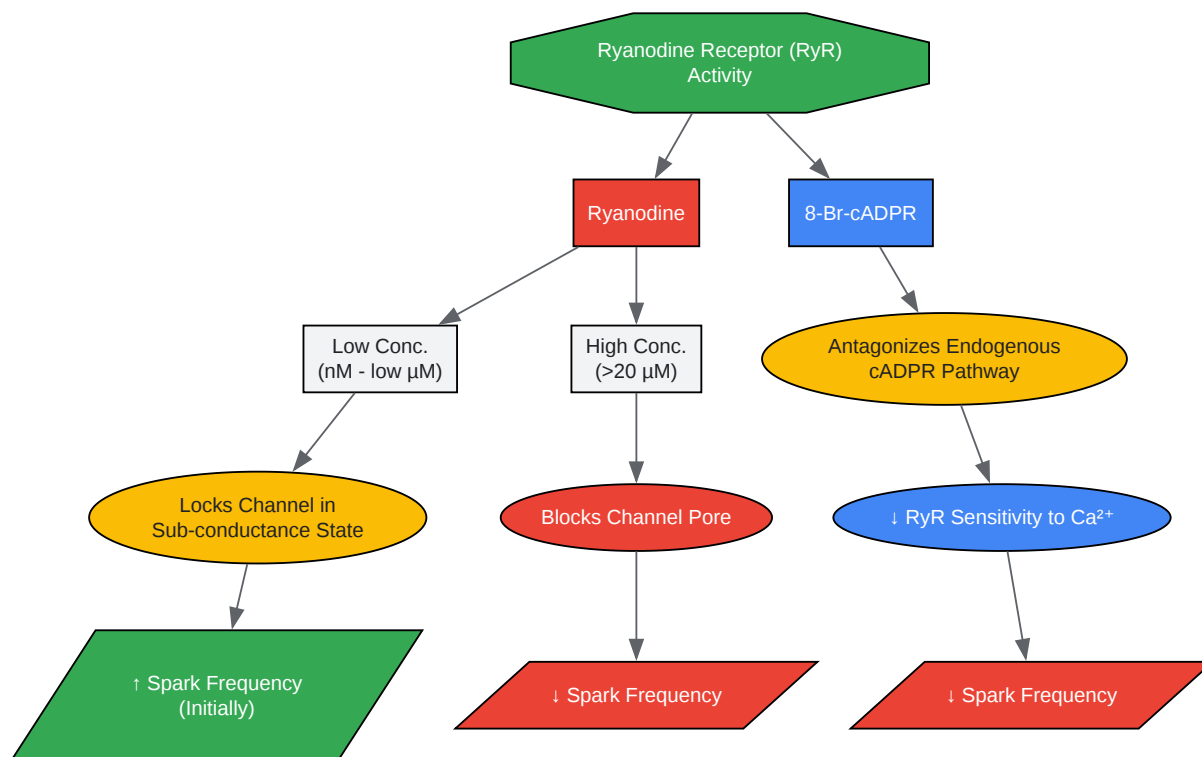 Ryanodine Receptor (RyR)
Activity
Ryanodine
8-Br-cADPR
Low Conc.
(nM - low µM)
High Conc.
(>20 µM)
Antagonizes Endogenous
cADPR Pathway
Locks Channel in
Sub-conductance State
Blocks Channel Pore
↓ RyR Sensitivity to Ca²⁺
↑ Spark Frequency
(Initially)
↓ Spark Frequency
↓ Spark Frequency